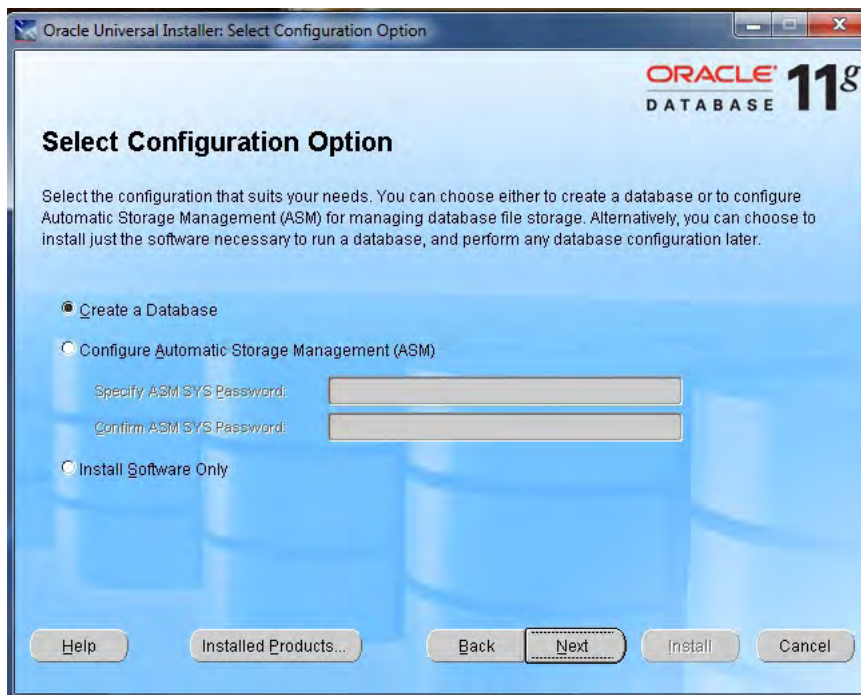 Oracle Universal Installer: Select Configuration Option
ORACLE 11g
DATABASE
Select Configuration Option
Select the configuration that suits your needs. You can choose either to create a database or to configure
Automatic Storage Management (ASM) for managing database file storage. Alternatively, you can choose to
install just the software necessary to run a database, and perform any database configuration later.
Create a Database
Configure Automatic Storage Management (ASM)
Specify ASM SYS Password:
Confirm ASM SYS Password:
Install Software Only
Help Installed Products... Back Next Install Cancel